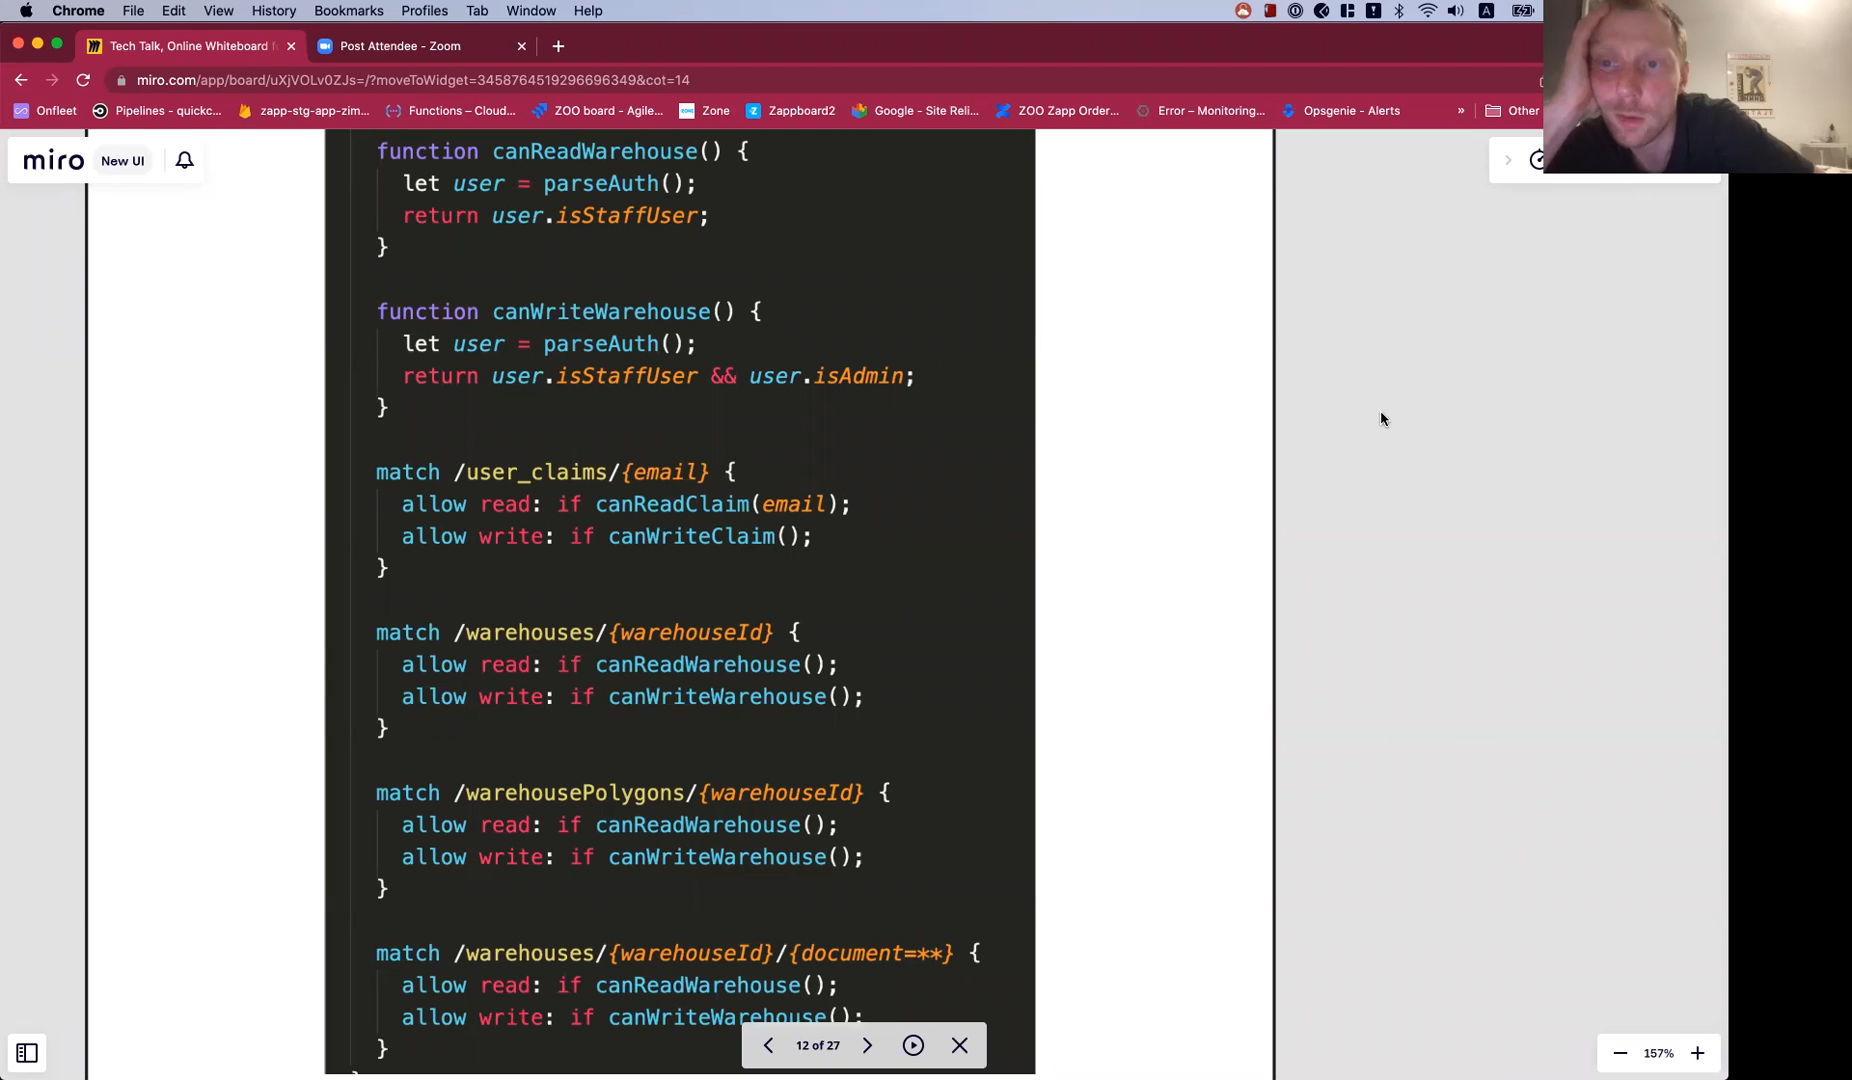 Chrome File Edit View History Bookmarks Profiles Tab Window Help
Tech Talk, Online Whiteboard f
Post Attendee - Zoom
miro.com/app/board/uXjVOLv0ZJs=/?moveToWidget=3458764519296696349&cot=14
Onfleet Pipelines - quickc... zapp-stg-app-zim... Functions – Cloud... ZOO board - Agile... Zone Zappboard2 Google - Site Reli... ZOO Zapp Order... Error – Monitoring... Opsgenie - Alerts » Other
miro New UI
function canReadWarehouse() {
let user = parseAuth();
return user.isStaffUser;
}
function canWriteWarehouse() {
let user = parseAuth();
return user.isStaffUser && user.isAdmin;
}
match /user_claims/{email} {
allow read: if canReadClaim(email);
allow write: if canWriteClaim();
}
match /warehouses/{warehouseId} {
allow read: if canReadWarehouse();
allow write: if canWriteWarehouse();
}
match /warehousePolygons/{warehouseId} {
allow read: if canReadWarehouse();
allow write: if canWriteWarehouse();
}
match /warehouses/{warehouseId}/{document=**} {
allow read: if canReadWarehouse();
allow write: if canWriteWarehouse();
}
12 of 27
157%